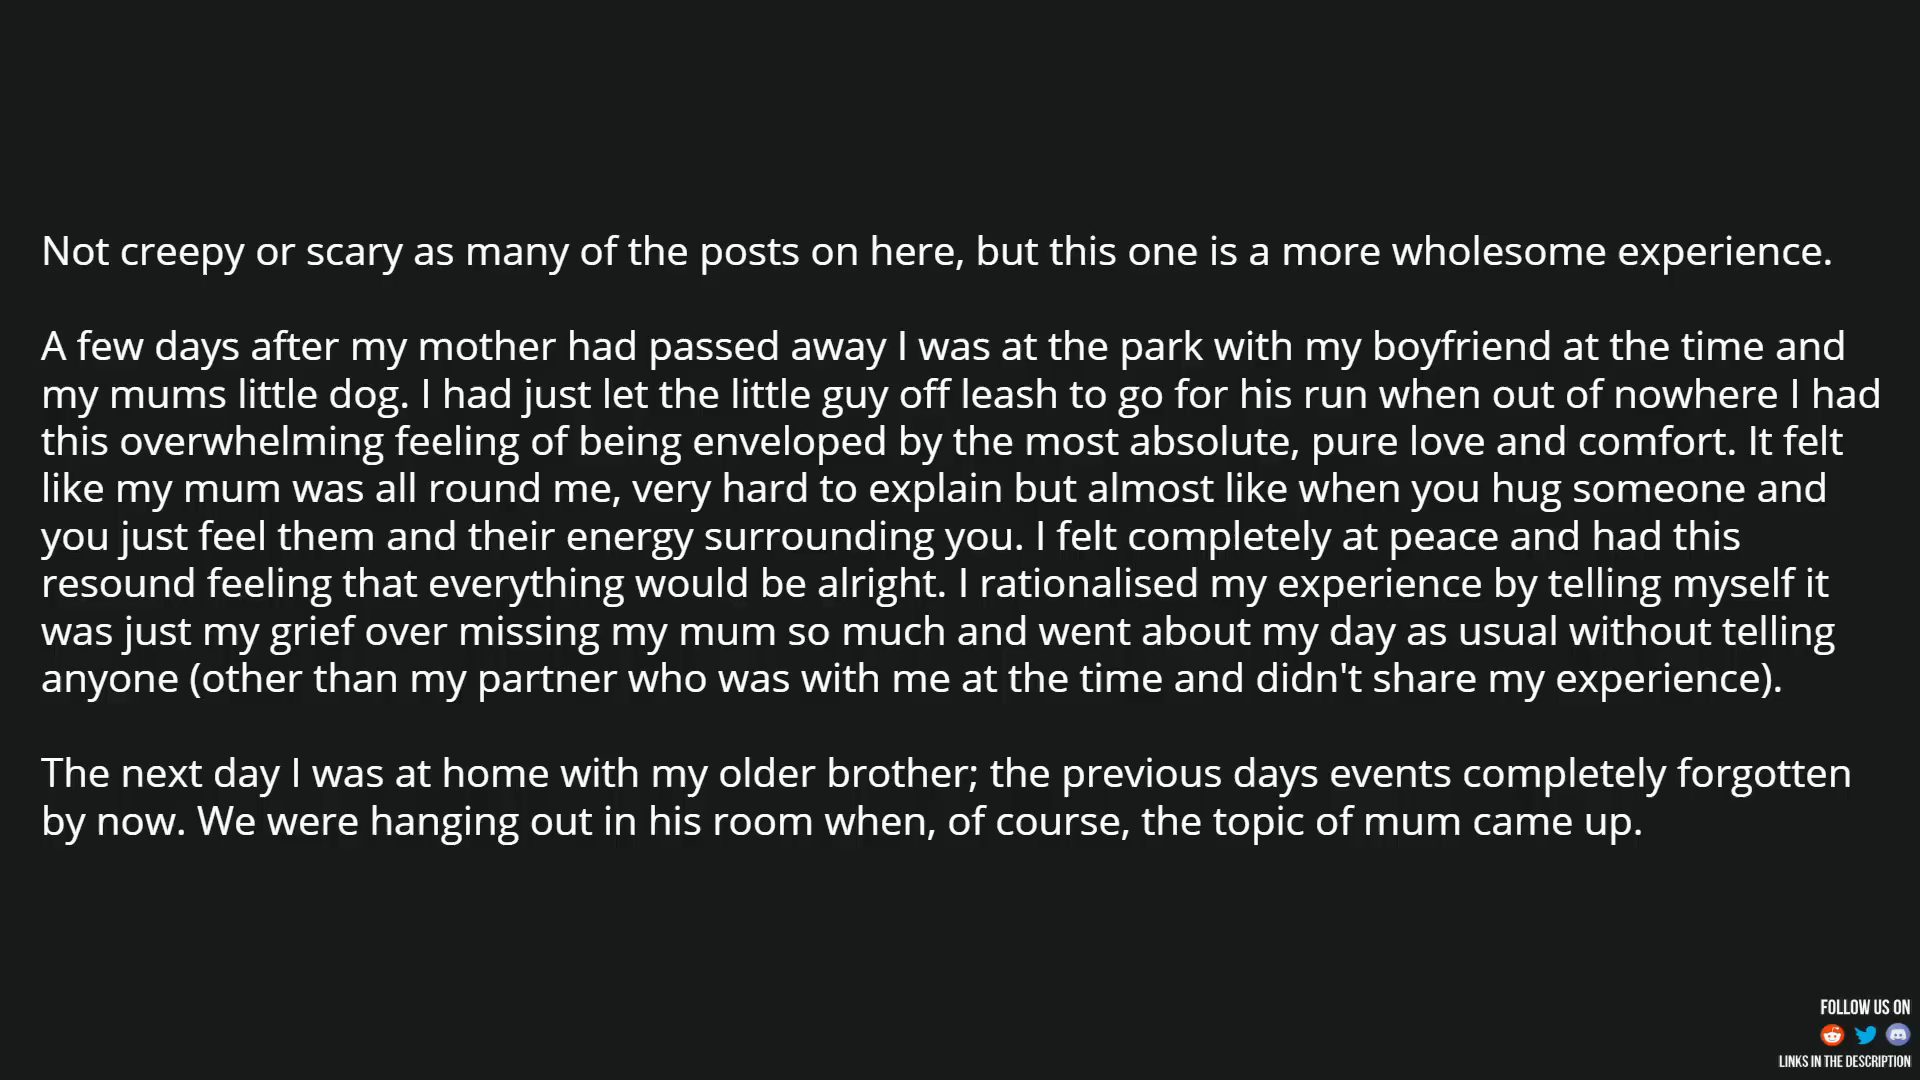 Not creepy or scary as many of the posts on here, but this one is a more wholesome experience.
A few days after my mother had passed away I was at the park with my boyfriend at the time and
my mums little dog. I had just let the little guy off leash to go for his run when out of nowhere I had
this overwhelming feeling of being enveloped by the most absolute, pure love and comfort. It felt
like my mum was all round me, very hard to explain but almost like when you hug someone and
you just feel them and their energy surrounding you. I felt completely at peace and had this
resound feeling that everything would be alright. I rationalised my experience by telling myself it
was just my grief over missing my mum so much and went about my day as usual without telling
anyone (other than my partner who was with me at the time and didn't share my experience).
The next day I was at home with my older brother; the previous days events completely forgotten
by now. We were hanging out in his room when, of course, the topic of mum came up.
FOLLOW US ON
LINKS IN THE DESCRIPTION